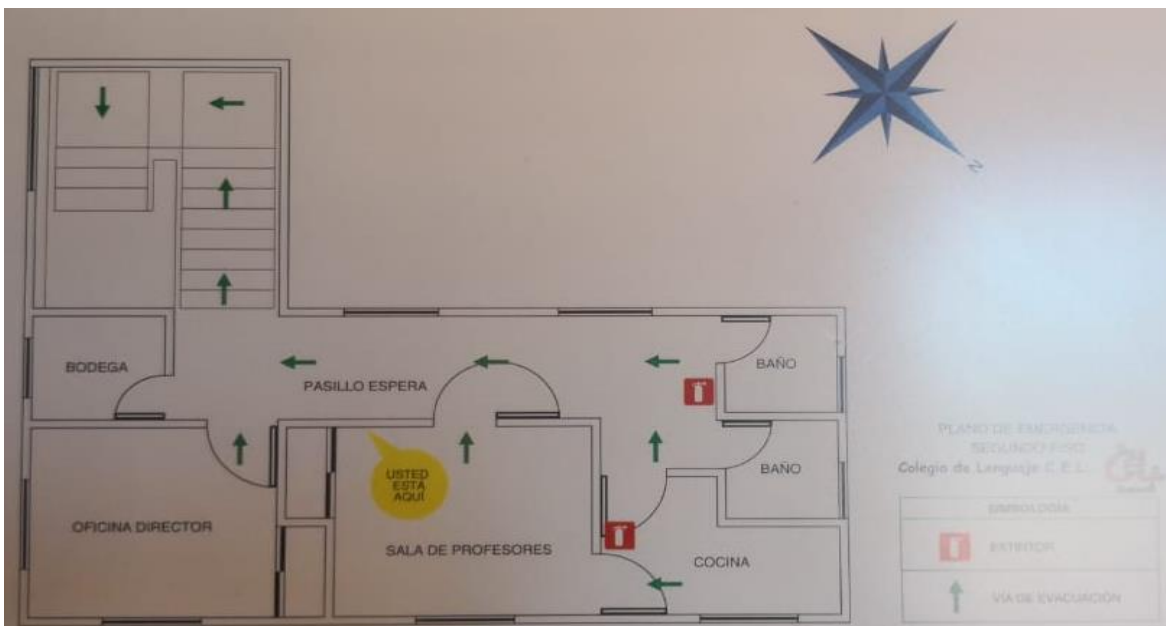 N
BODEGA
PASILLO ESPERA
BAÑO
BAÑO
USTED
ESTA
AQUÍ
OFICINA DIRECTOR
SALA DE PROFESORES
COCINA
PLANO DE EMERGENCIA
SEGUNDO PISO
Colegio de Lenguaje C.E.L.
SIMBOLOGÍA
EXTINTOR
VÍA DE EVACUACIÓN